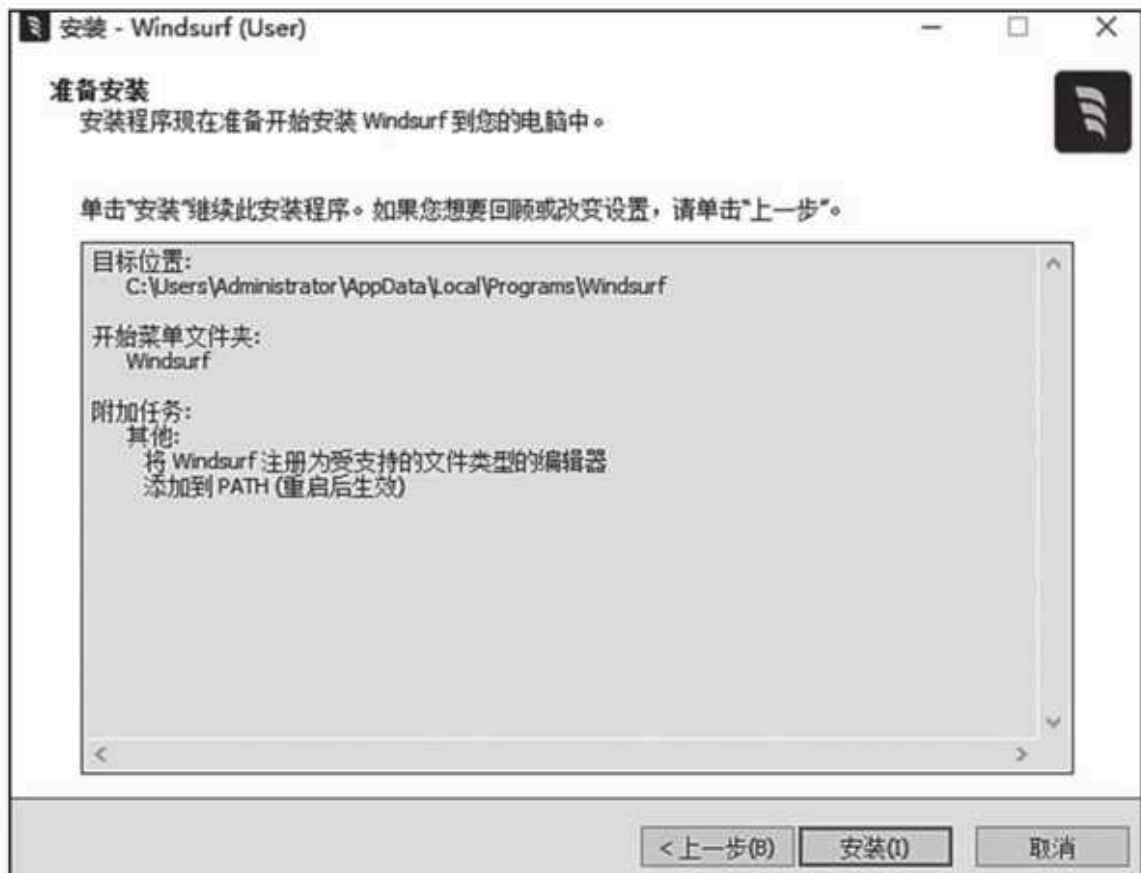 安装 - Windsurf (User)
准备安装
安装程序现在准备开始安装 Windsurf 到您的电脑中。
单击"安装"继续此安装程序。如果您想要回顾或改变设置，请单击"上一步"。
目标位置:
C:\Users\Administrator\AppData\Local\Programs\Windsurf
开始菜单文件夹:
Windsurf
附加任务:
其他:
将 Windsurf 注册为受支持的文件类型的编辑器
添加到 PATH (重启后生效)
<上一步(B) 安装(I) 取消